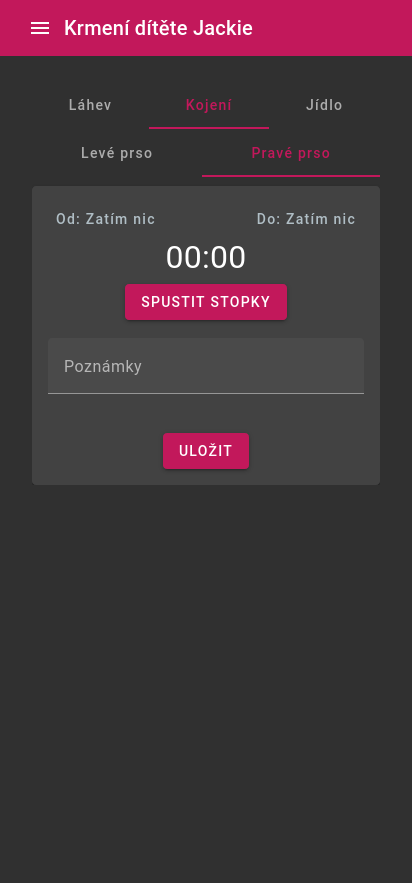 Krmení dítěte Jackie
Láhev Kojení Jídlo
Levé prso Pravé prso
Od: Zatím nic Do: Zatím nic
00:00
SPUSTIT STOPKY
Poznámky
ULOŽIT